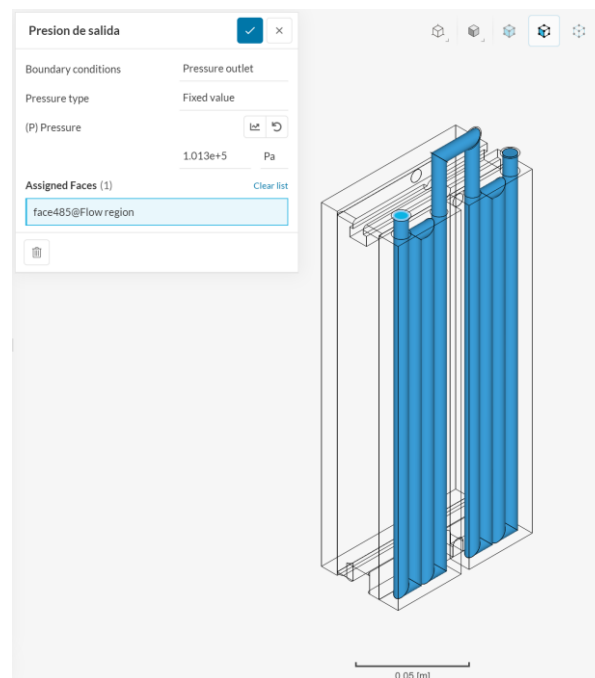 Presion de salida
Boundary conditions Pressure outlet
Pressure type Fixed value
(P) Pressure
1.013e+5 Pa
Assigned Faces (1) Clear list
face485@Flow region
0.05 [m]